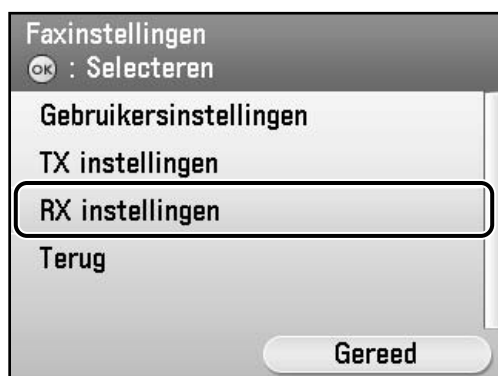 Faxinstellingen
OK : Selecteren
Gebruikersinstellingen
TX instellingen
RX instellingen
Terug
Gereed